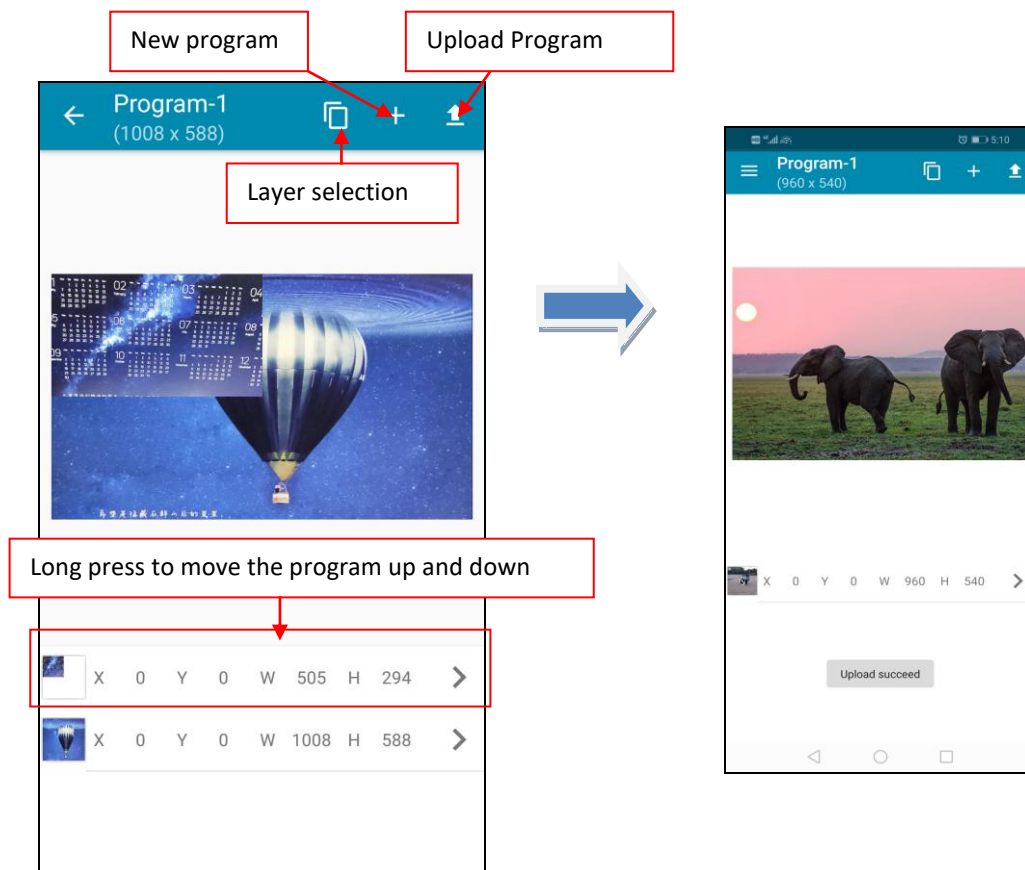 New program
Upload Program
Program-1
(1008 x 588)
Layer selection
02
03
04
06
07
08
09
10
11
12
Long press to move the program up and down
X 0 Y 0 W 505 H 294
X 0 Y 0 W 1008 H 588
5:10
Program-1
(960 x 540)
X 0 Y 0 W 960 H 540
Upload succeed